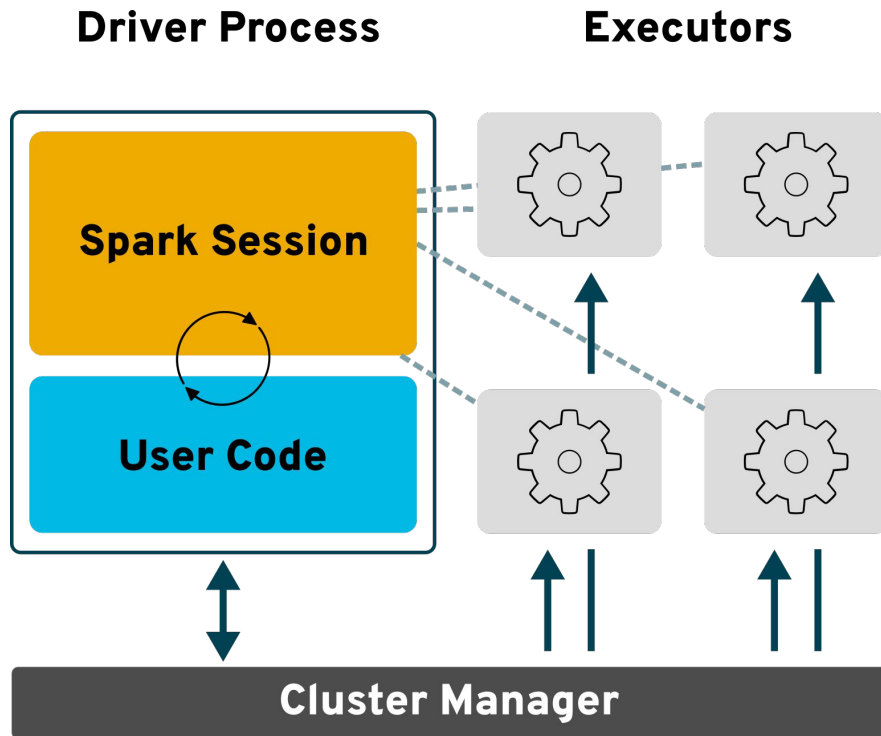 Driver Process
Executors
Spark Session
User Code
Cluster Manager